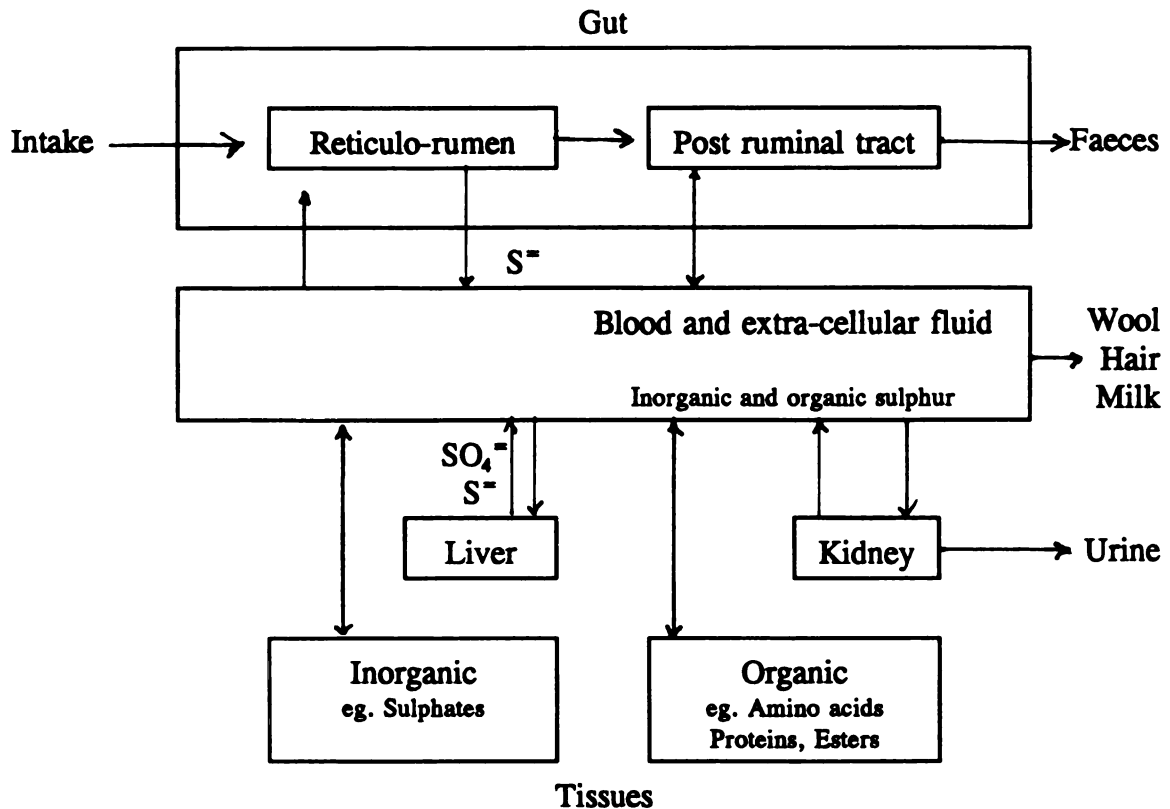 Gut
Intake
Reticulo-rumen
Post ruminal tract
Faeces
S=
Blood and extra-cellular fluid
Inorganic and organic sulphur
Wool
Hair
Milk
SO₄=
S=
Liver
Kidney
Urine
Inorganic
eg. Sulphates
Organic
eg. Amino acids
Proteins, Esters
Tissues